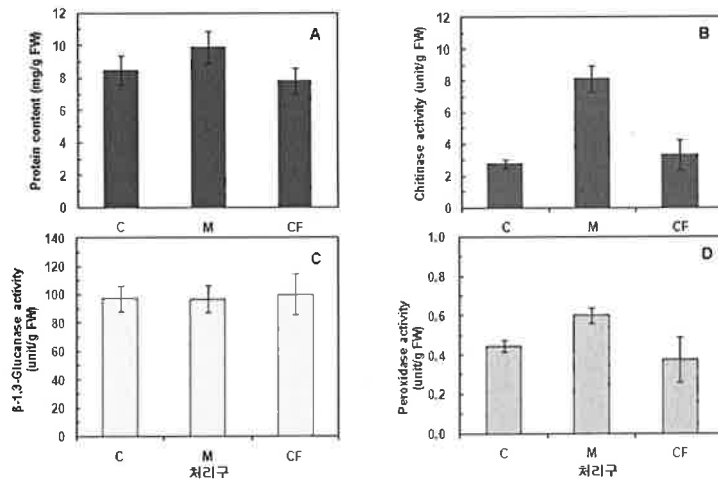 A
Protein content (mg/g FW)
12
10
8
6
4
2
0
C M CF
B
Chitinase activity (unit/g FW)
12
10
8
6
4
2
0
C M CF
C
β-1.3-Glucanase activity
(unit/g FW)
140
120
100
80
60
40
20
0
C M CF
처리구
D
Peroxidase activity
(unit/g FW)
1.0
0.8
0.6
0.4
0.2
0.0
C M CF
처리구